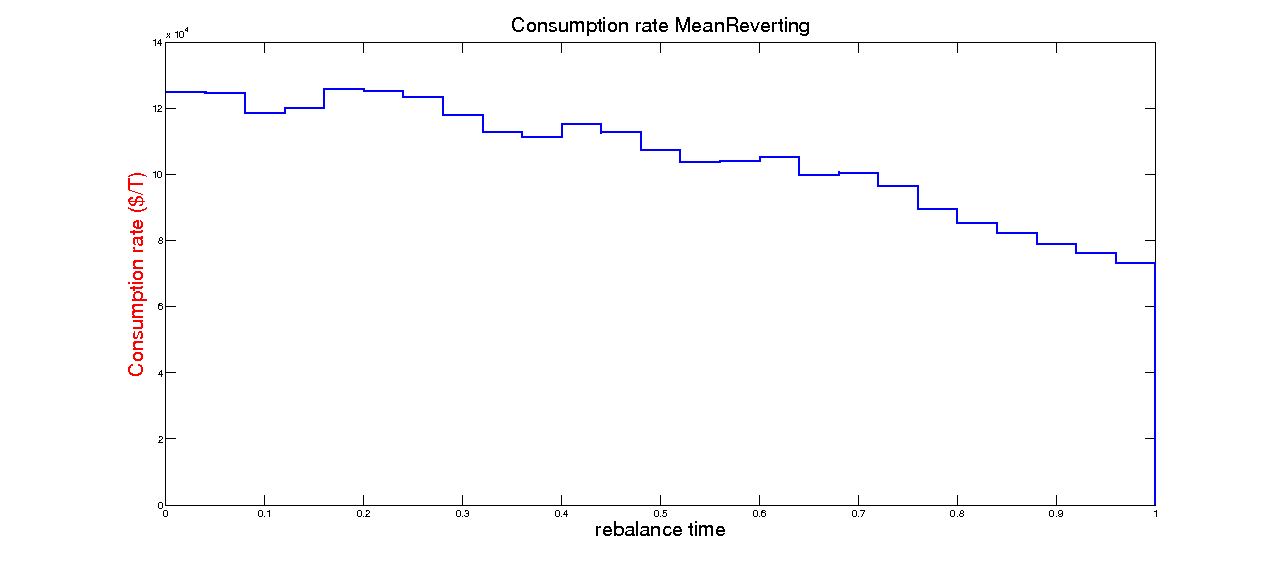 Consumption rate MeanReverting
x 10^4
14
12
10
8
6
4
2
0
Consumption rate ($/T)
0 0.1 0.2 0.3 0.4 0.5 0.6 0.7 0.8 0.9 1
rebalance time